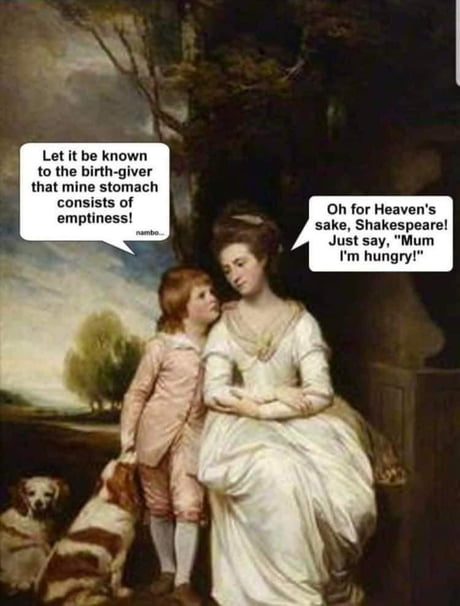 Let it be known
to the birth-giver
that mine stomach
consists of
emptiness!
nambo...
Oh for Heaven's
sake, Shakespeare!
Just say, "Mum
I'm hungry!"